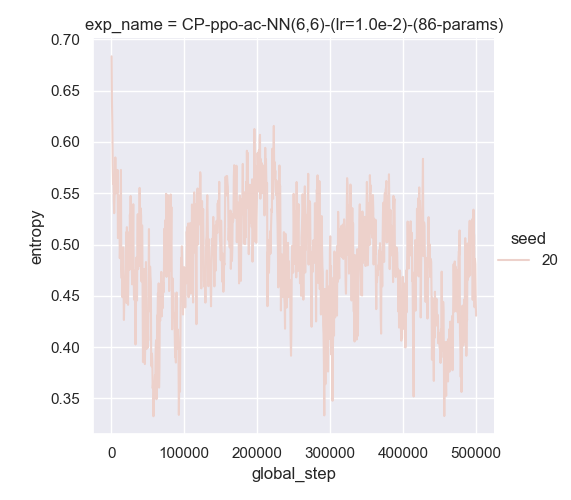 exp_name = CP-ppo-ac-NN(6,6)-(lr=1.0e-2)-(86-params)
0.70
0.65
0.60
0.55
0.50
0.45
0.40
0.35
entropy
seed
20
0 100000 200000 300000 400000 500000
global_step